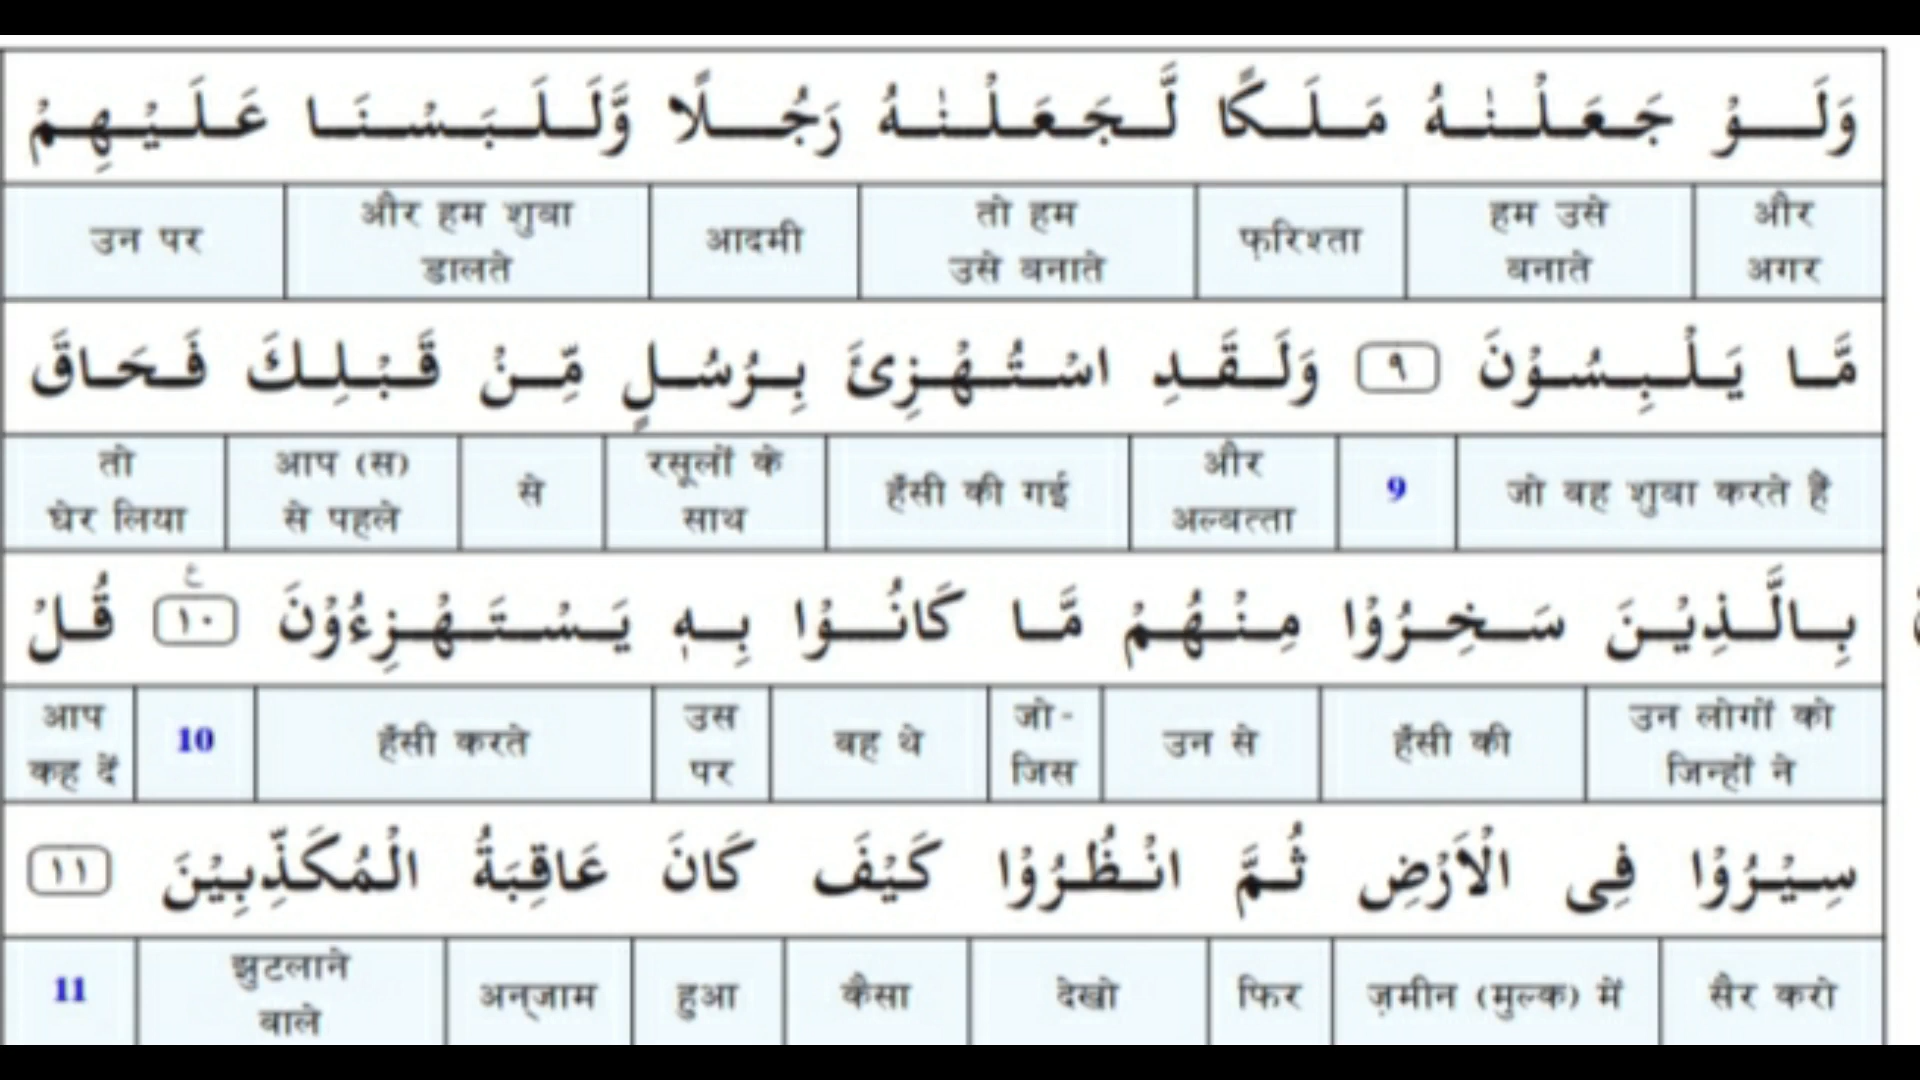 وَلَوْ جَعَلْنٰهُ مَلَكًا لَّجَعَلْنٰهُ رَجُلًا وَّلَلَبَسْنَا عَلَيْهِمْ
और अगर हम उसे बनाते फ़रिश्ता तो हम उसे बनाते आदमी और हम शुबा डालते उन पर
مَّا يَلْبِسُوْنَ ٩ وَلَقَدِ اسْتُهْزِئَ بِرُسُلٍ مِّنْ قَبْلِكَ فَحَاقَ
जो वह शुबा करते हैं 9 और अल्बत्ता हँसी की गई रसूलों के साथ से आप (स) से पहले तो घेर लिया
بِالَّذِيْنَ سَخِرُوْا مِنْهُمْ مَّا كَانُوْا بِهٖ يَسْتَهْزِءُوْنَ ١٠ ع قُلْ
उन लोगों को जिन्हों ने हँसी की उन से जो- जिस वह थे उस पर हँसी करते 10 आप कह दें
سِيْرُوْا فِى الْاَرْضِ ثُمَّ انْظُرُوْا كَيْفَ كَانَ عَاقِبَةُ الْمُكَذِّبِيْنَ ١١
सैर करो ज़मीन (मुल्क) में फिर देखो कैसा हुआ अन्जाम झुटलाने वाले 11